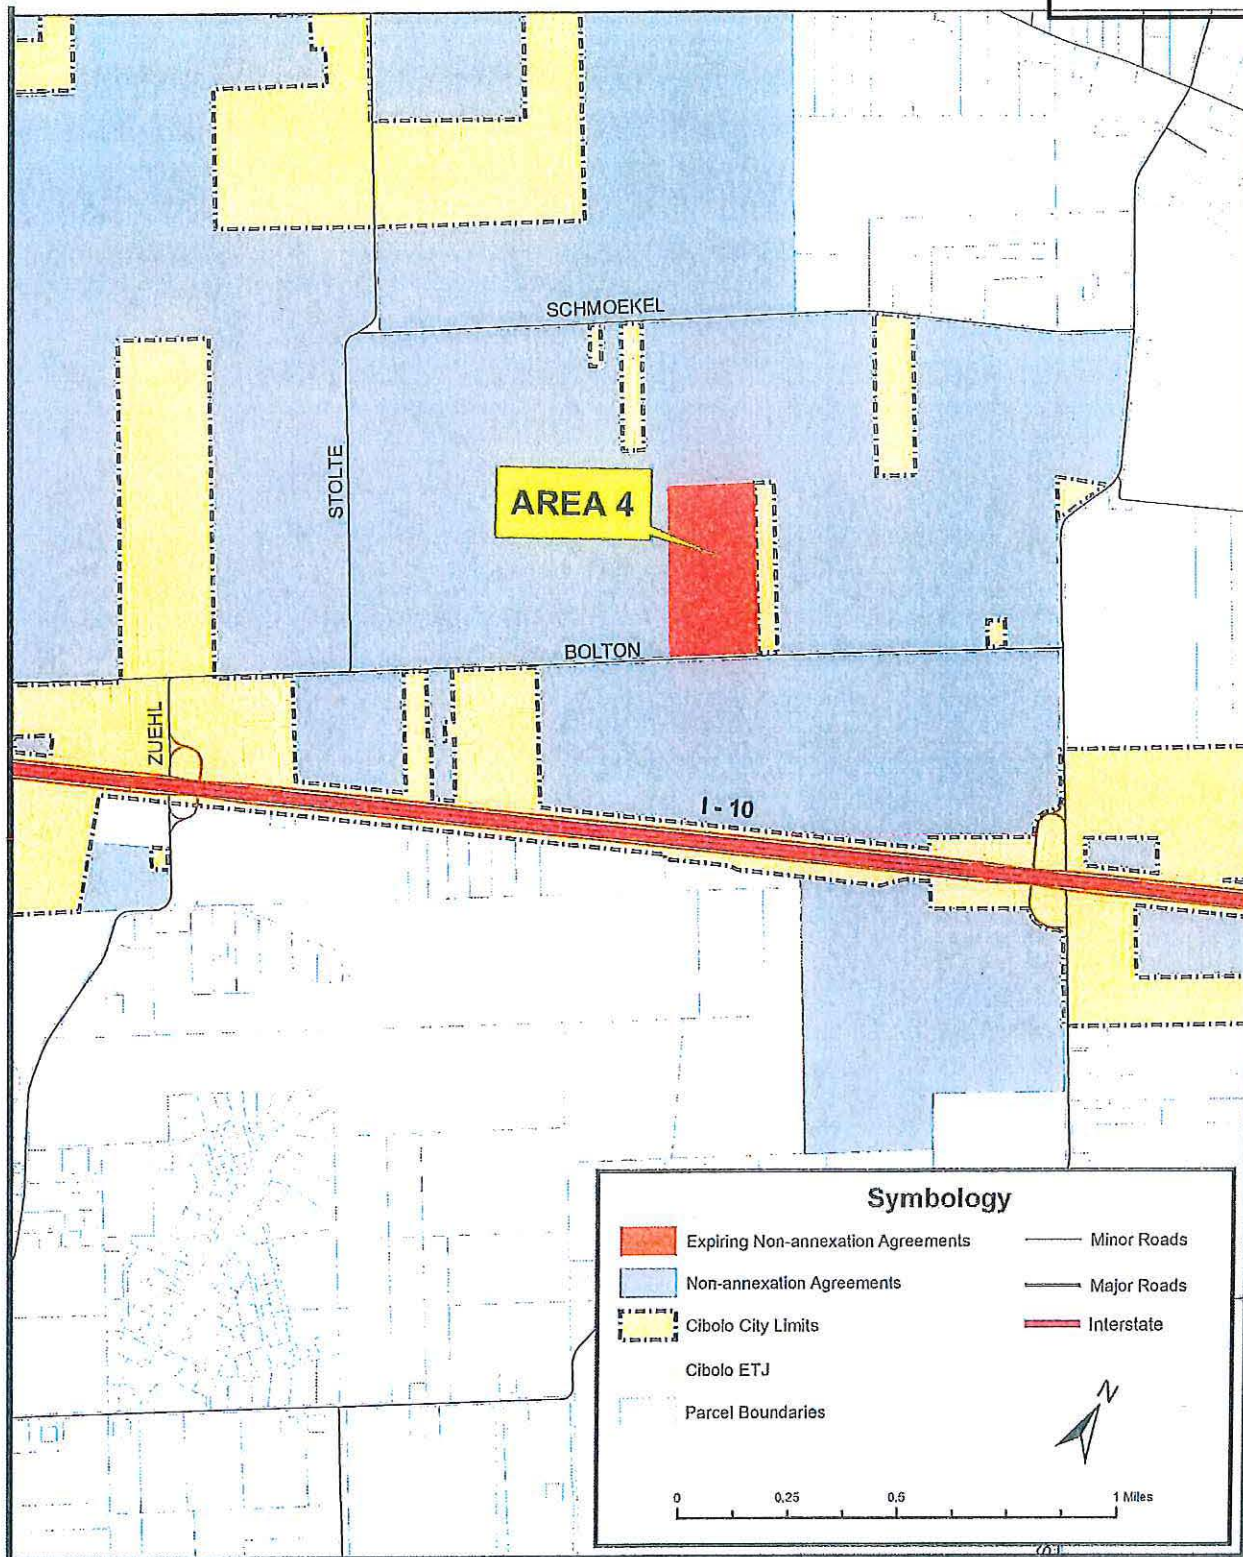 SCHMOEKEL
STOLTE
AREA 4
BOLTON
ZUEHL
I - 10
Symbology
Expiring Non-annexation Agreements
Non-annexation Agreements
Cibolo City Limits
Cibolo ETJ
Parcel Boundaries
Minor Roads
Major Roads
Interstate
N
0 0.25 0.5 1 Miles